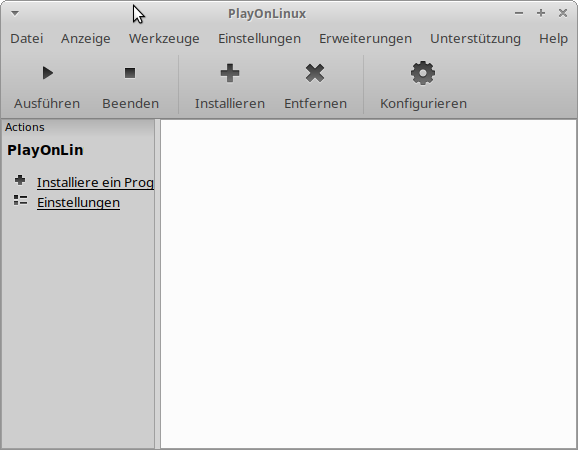 PlayOnLinux
Datei Anzeige Werkzeuge Einstellungen Erweiterungen Unterstützung Help
Ausführen Beenden Installieren Entfernen Konfigurieren
Actions
PlayOnLin
Installiere ein Prog
Einstellungen